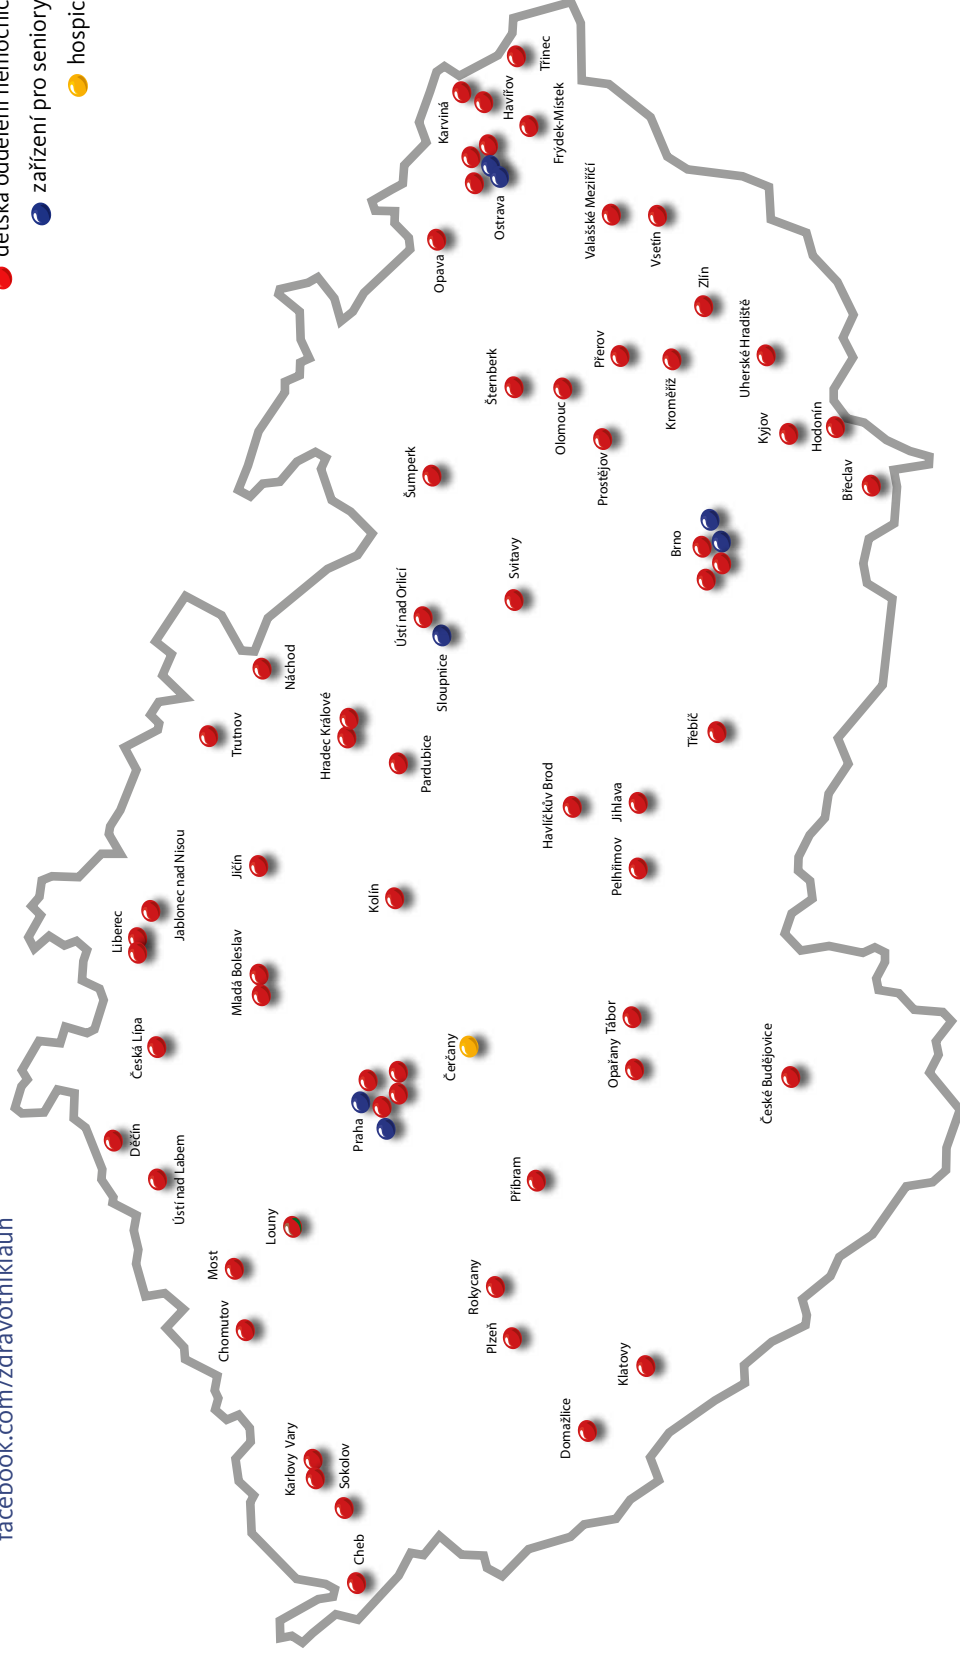 facebook.com/zdravotniklaun
dětská oddělení nemocnic
zařízení pro seniory
hospic
Cheb
Sokolov
Karlovy Vary
Chomutov
Most
Louny
Ústí nad Labem
Děčín
Česká Lípa
Liberec
Jablonec nad Nisou
Mladá Boleslav
Jičín
Trutnov
Náchod
Hradec Králové
Pardubice
Kolín
Praha
Čerčany
Příbram
Rokycany
Plzeň
Domažlice
Klatovy
Opařany
Tábor
České Budějovice
Pelhřimov
Jihlava
Havlíčkův Brod
Třebíč
Ústí nad Orlicí
Sloupnice
Svitavy
Šumperk
Šternberk
Olomouc
Prostějov
Přerov
Kroměříž
Brno
Břeclav
Hodonín
Kyjov
Uherské Hradiště
Zlín
Vsetín
Valašské Meziříčí
Opava
Ostrava
Karviná
Havířov
Frýdek-Místek
Třinec